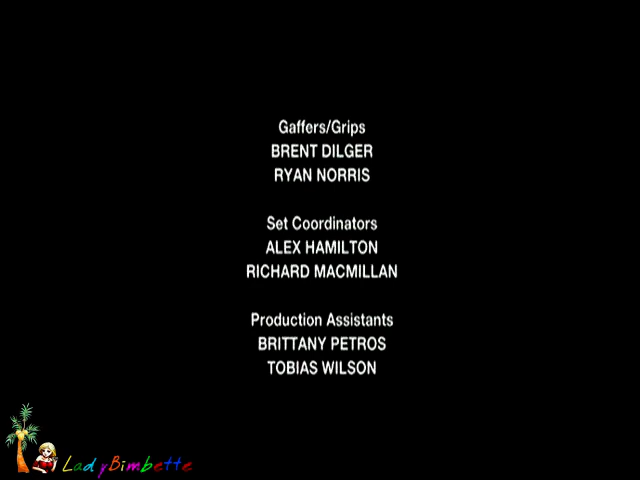 Gaffers/Grips
BRENT DILGER
RYAN NORRIS
Set Coordinators
ALEX HAMILTON
RICHARD MACMILLAN
Production Assistants
BRITTANY PETROS
TOBIAS WILSON
LadyBimbette